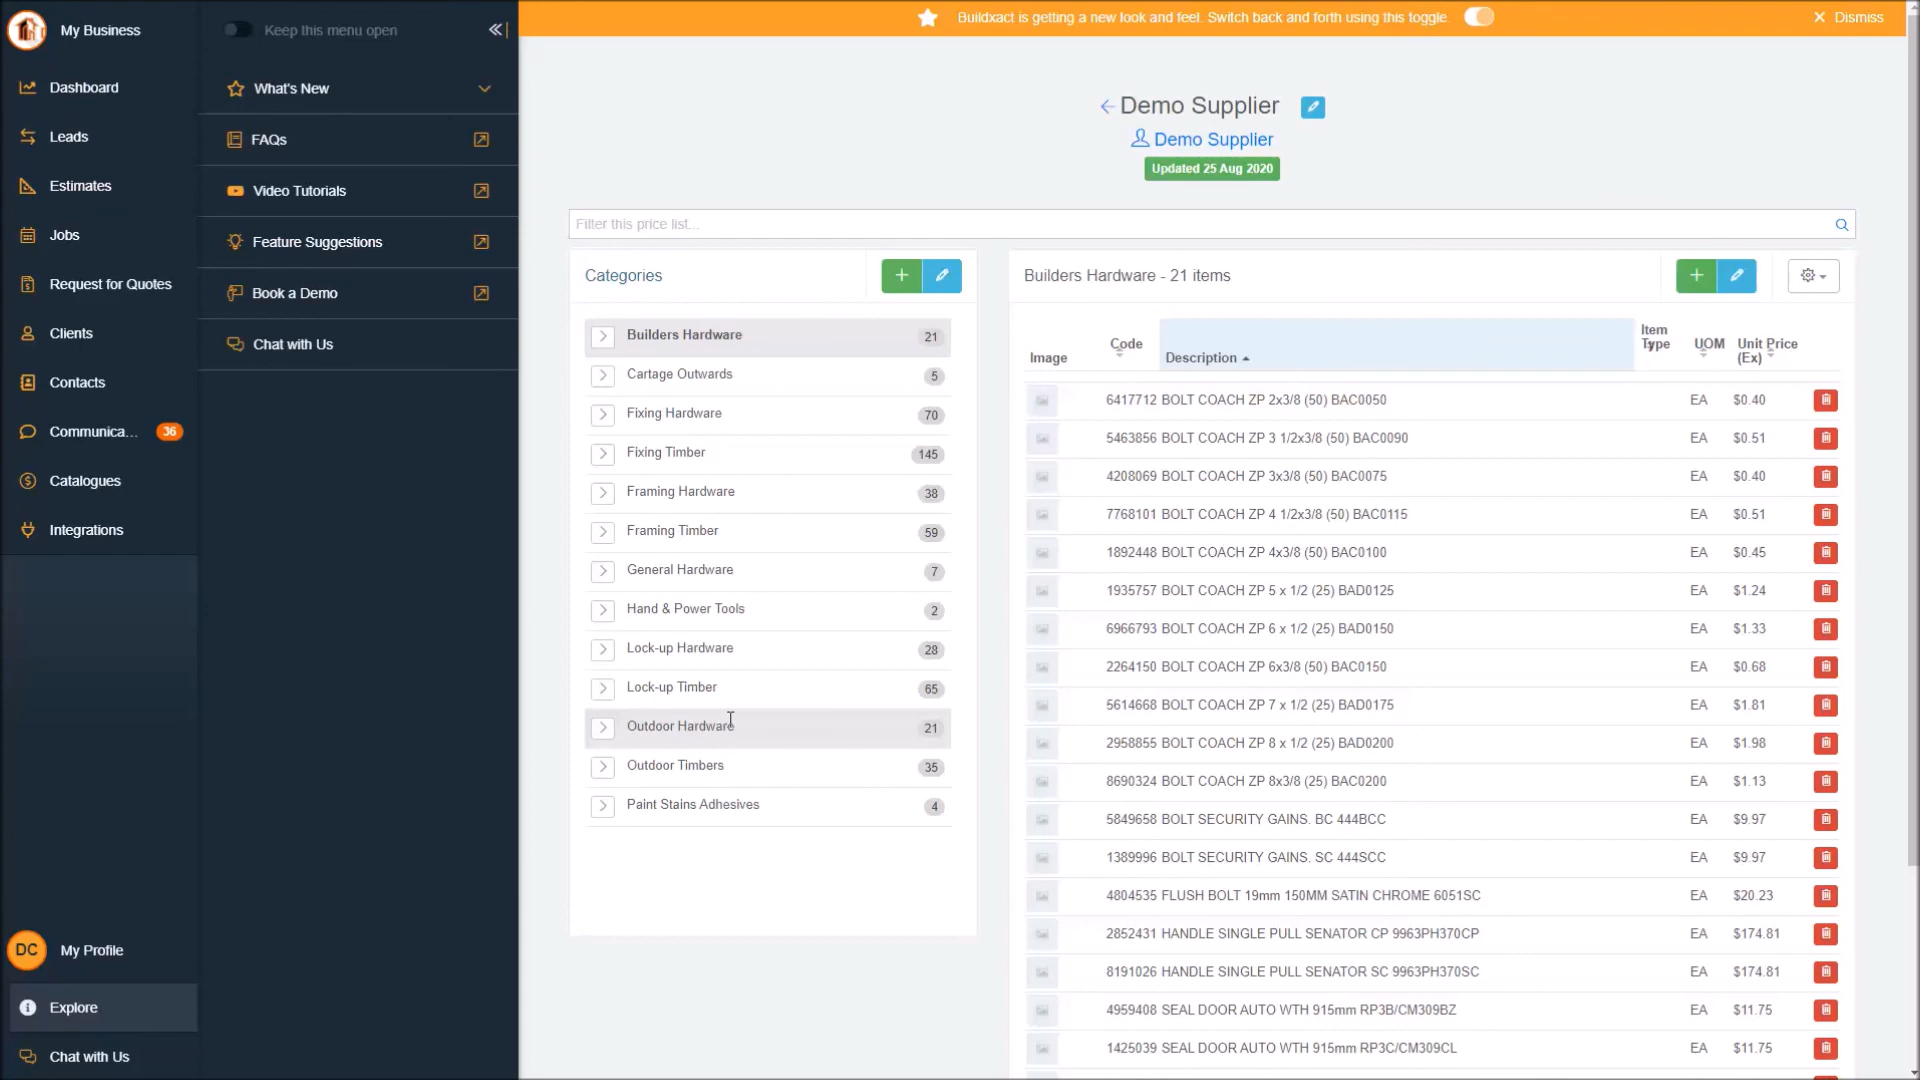 My Business
Dashboard
Leads
Estimates
Jobs
Request for Quotes
Clients
Contacts
Communica... 36
Catalogues
Integrations
DC My Profile
Explore
Chat with Us
Keep this menu open
What's New
FAQs
Video Tutorials
Feature Suggestions
Book a Demo
Chat with Us
Buildxact is getting a new look and feel. Switch back and forth using this toggle.
Dismiss
Demo Supplier
Demo Supplier
Updated 25 Aug 2020
Filter this price list...
Categories
Builders Hardware 21
Cartage Outwards 5
Fixing Hardware 70
Fixing Timber 145
Framing Hardware 38
Framing Timber 59
General Hardware 7
Hand & Power Tools 2
Lock-up Hardware 28
Lock-up Timber 65
Outdoor Hardware 21
Outdoor Timbers 35
Paint Stains Adhesives 4
Builders Hardware - 21 items
Image Code Description Item Type UOM Unit Price (Ex)
6417712 BOLT COACH ZP 2x3/8 (50) BAC0050 EA $0.40
5463856 BOLT COACH ZP 3 1/2x3/8 (50) BAC0090 EA $0.51
4208069 BOLT COACH ZP 3x3/8 (50) BAC0075 EA $0.40
7768101 BOLT COACH ZP 4 1/2x3/8 (50) BAC0115 EA $0.51
1892448 BOLT COACH ZP 4x3/8 (50) BAC0100 EA $0.45
1935757 BOLT COACH ZP 5 x 1/2 (25) BAD0125 EA $1.24
6966793 BOLT COACH ZP 6 x 1/2 (25) BAD0150 EA $1.33
2264150 BOLT COACH ZP 6x3/8 (50) BAC0150 EA $0.68
5614668 BOLT COACH ZP 7 x 1/2 (25) BAD0175 EA $1.81
2958855 BOLT COACH ZP 8 x 1/2 (25) BAD0200 EA $1.98
8690324 BOLT COACH ZP 8x3/8 (25) BAC0200 EA $1.13
5849658 BOLT SECURITY GAINS. BC 444BCC EA $9.97
1389996 BOLT SECURITY GAINS. SC 444SCC EA $9.97
4804535 FLUSH BOLT 19mm 150MM SATIN CHROME 6051SC EA $20.23
2852431 HANDLE SINGLE PULL SENATOR CP 9963PH370CP EA $174.81
8191026 HANDLE SINGLE PULL SENATOR SC 9963PH370SC EA $174.81
4959408 SEAL DOOR AUTO WTH 915mm RP3B/CM309BZ EA $11.75
1425039 SEAL DOOR AUTO WTH 915mm RP3C/CM309CL EA $11.75